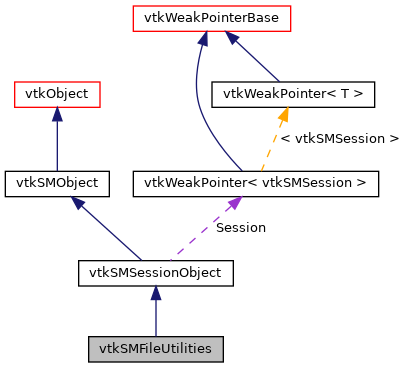 vtkWeakPointerBase
vtkObject
vtkWeakPointer< T >
< vtkSMSession >
vtkSMObject
vtkWeakPointer< vtkSMSession >
Session
vtkSMSessionObject
vtkSMFileUtilities